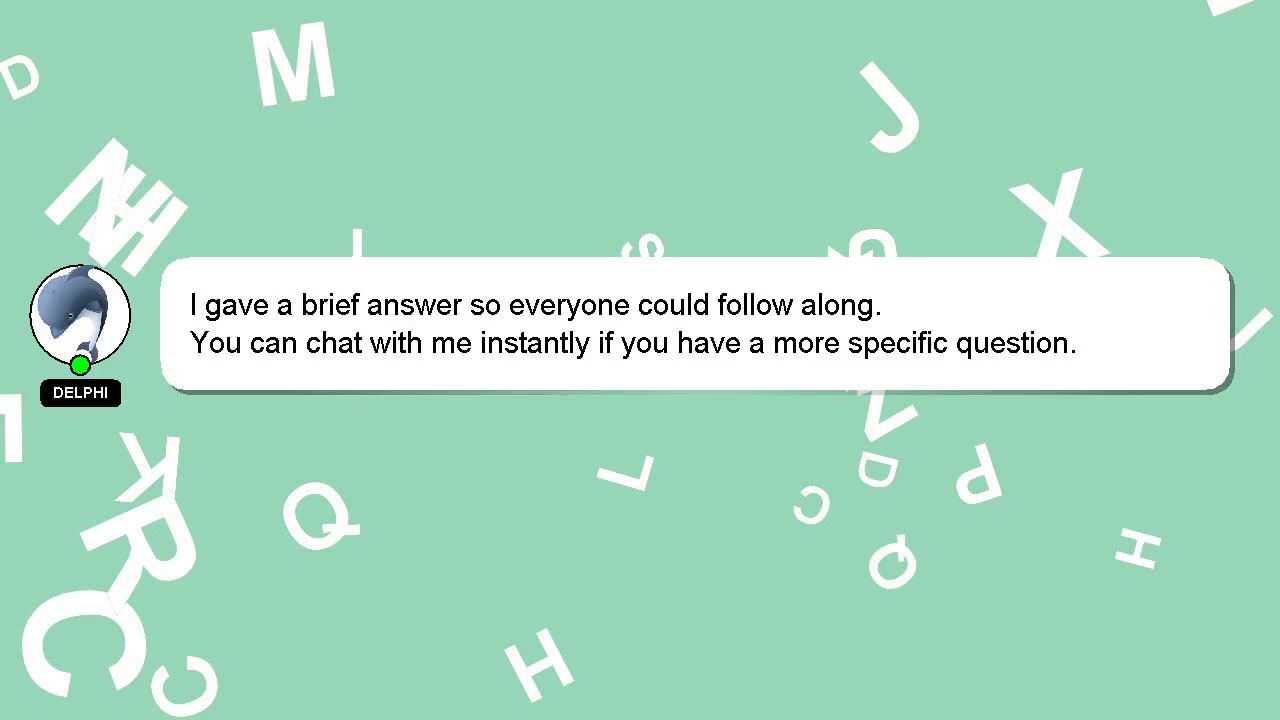 D
M
J
N
H
X
I gave a brief answer so everyone could follow along.
You can chat with me instantly if you have a more specific question.
DELPHI
R
Q
L
D
P
C
Q
H
C
H
C